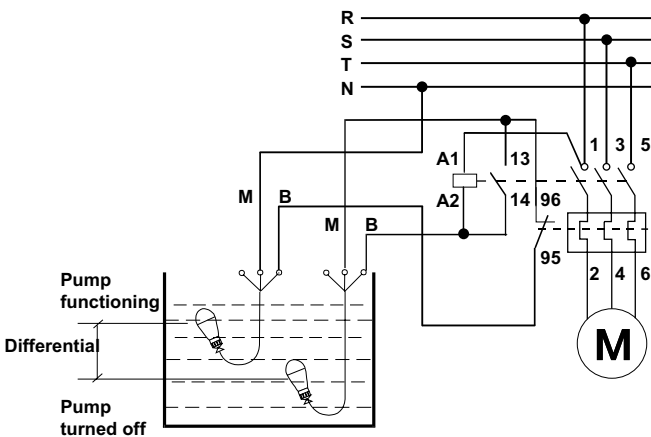 R
S
T
N
1 3 5
A1 13
A2 14 96
M B
M B
95
Pump
functioning
2 4 6
Differential
M
Pump
turned off